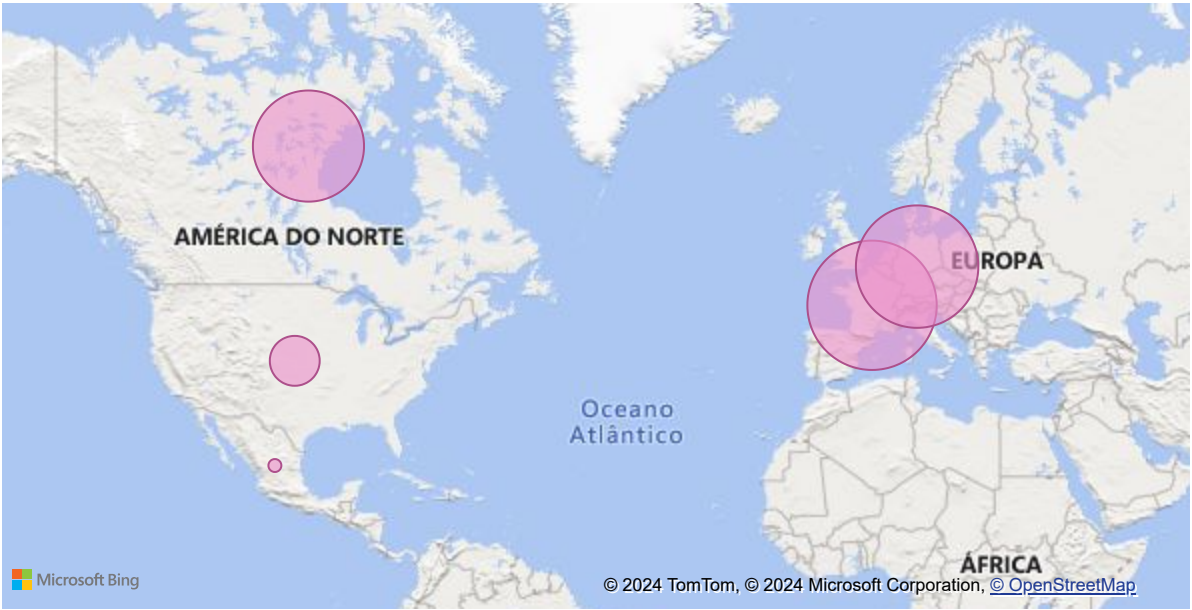 AMÉRICA DO NORTE
EUROPA
Oceano
Atlântico
ÁFRICA
Microsoft Bing
© 2024 TomTom, © 2024 Microsoft Corporation, © OpenStreetMap